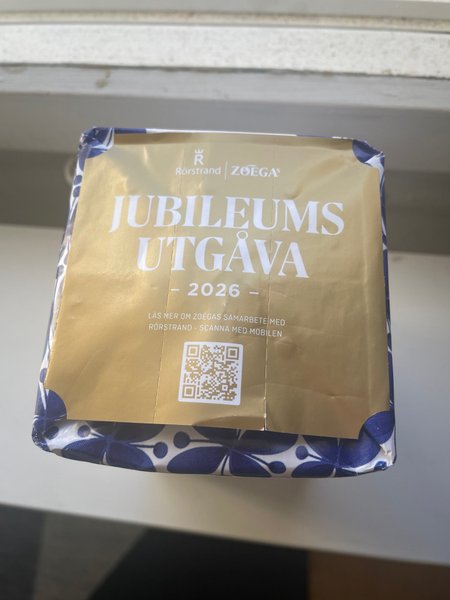 R
Rörstrand | ZOÉGAS
JUBILEUMS
UTGÅVA
– 2026 –
LÄS MER OM ZOÉGAS SAMARBETE MED
RÖRSTRAND - SCANNA MED MOBILEN